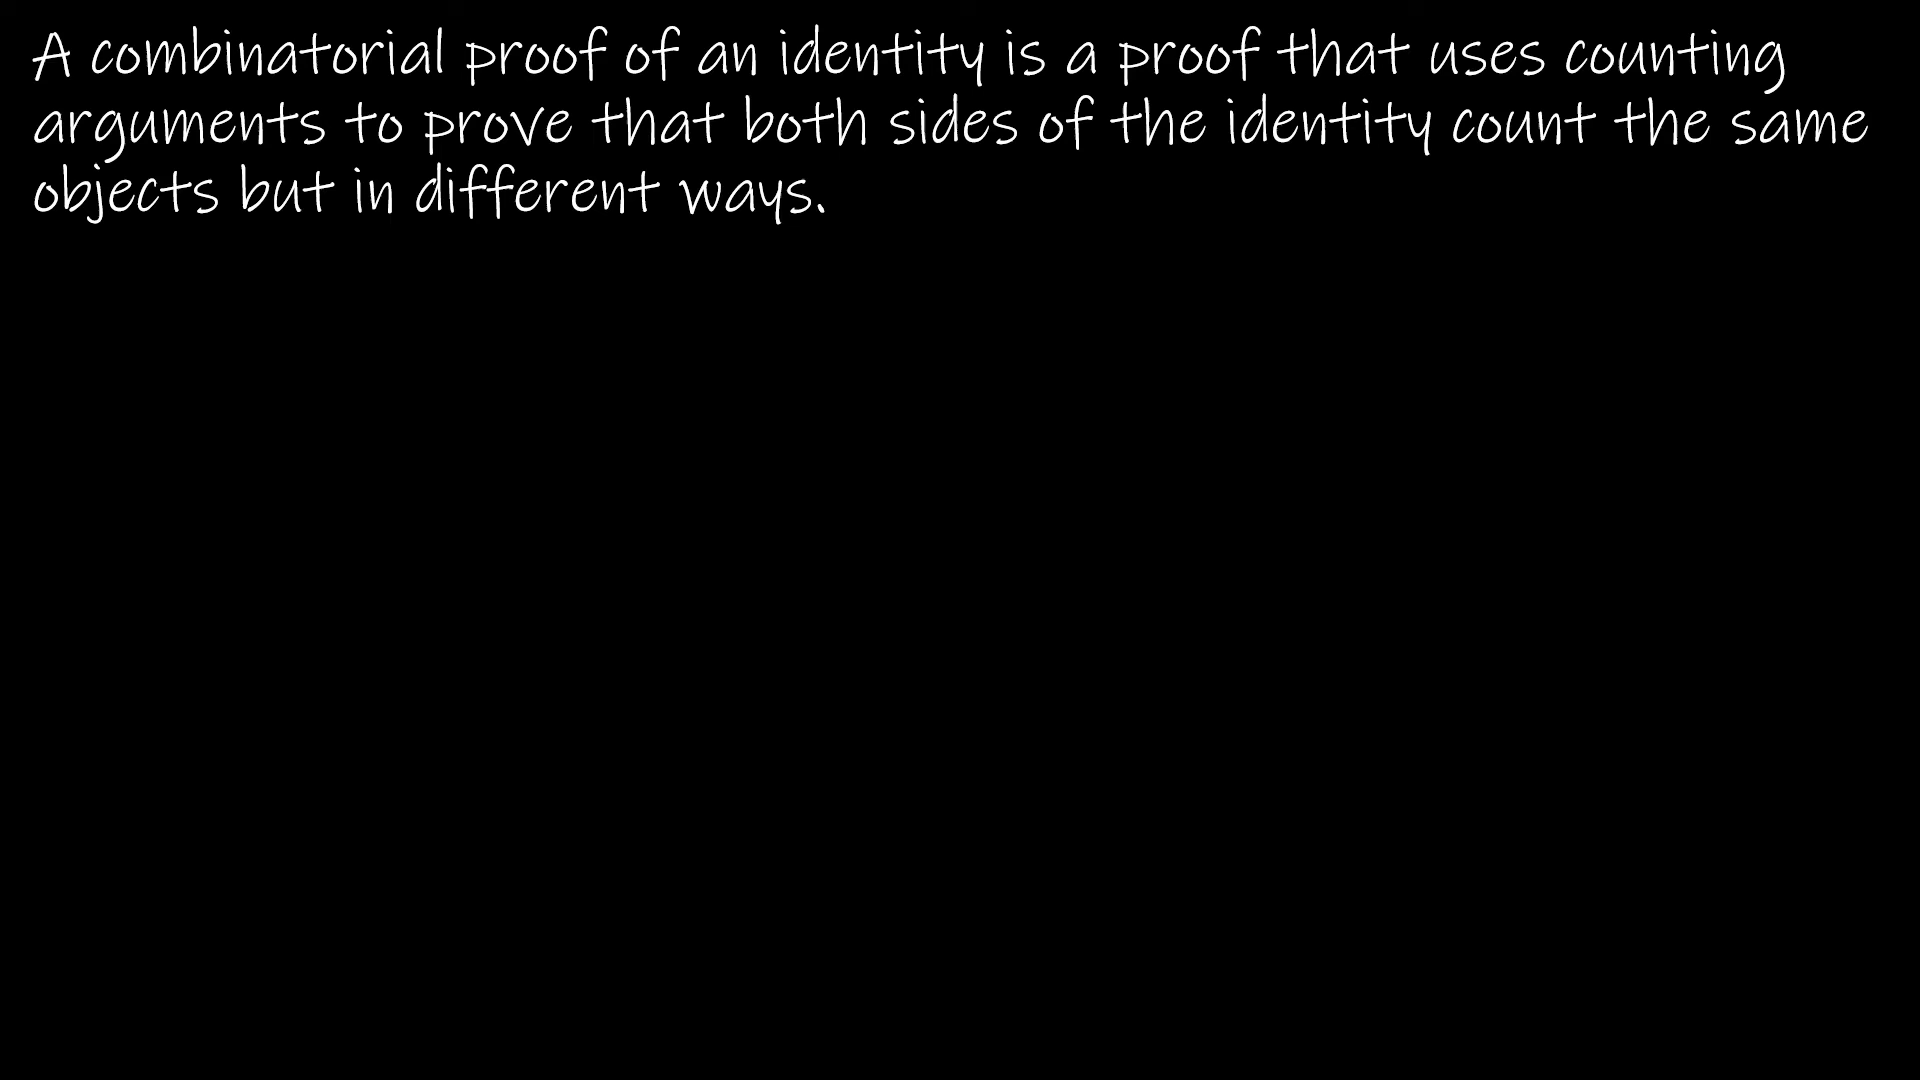 A combinatorial proof of an identity is a proof that uses counting
arguments to prove that both sides of the identity count the same
objects but in different ways.